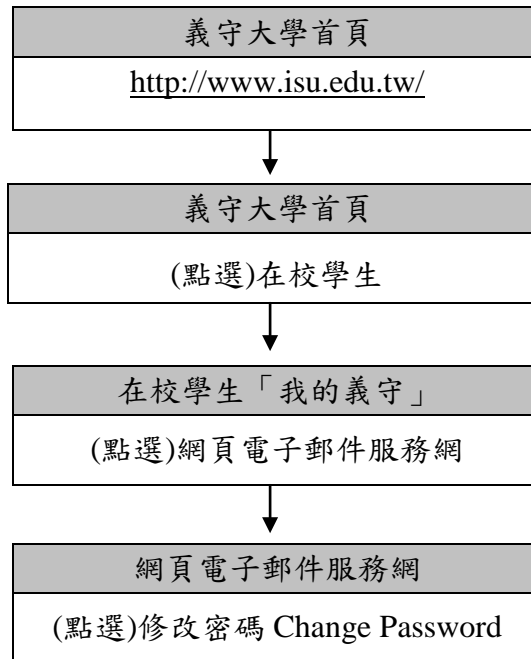 義守大學首頁
http://www.isu.edu.tw/
義守大學首頁
(點選)在校學生
在校學生「我的義守」
(點選)網頁電子郵件服務網
網頁電子郵件服務網
(點選)修改密碼 Change Password